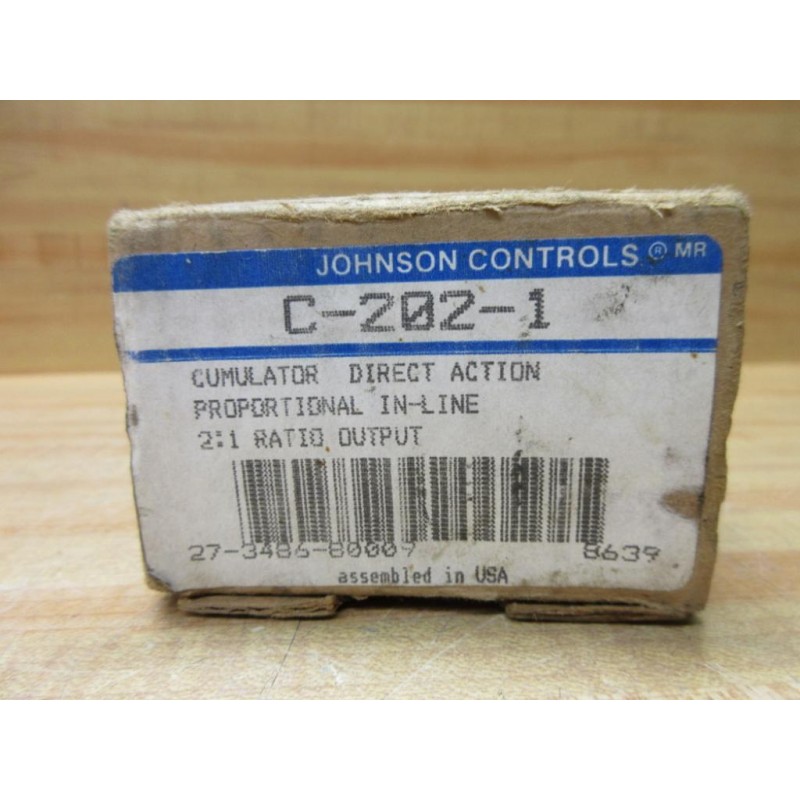 JOHNSON CONTROLS ® MR
C-202-1
CUMULATOR DIRECT ACTION
PROPORTIONAL IN-LINE
2:1 RATIO OUTPUT
27-3486-80009 8639
assembled in USA